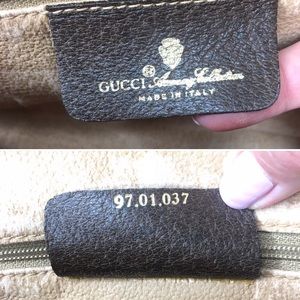 GUCCI Accessory Collection
MADE IN ITALY
97.01.037